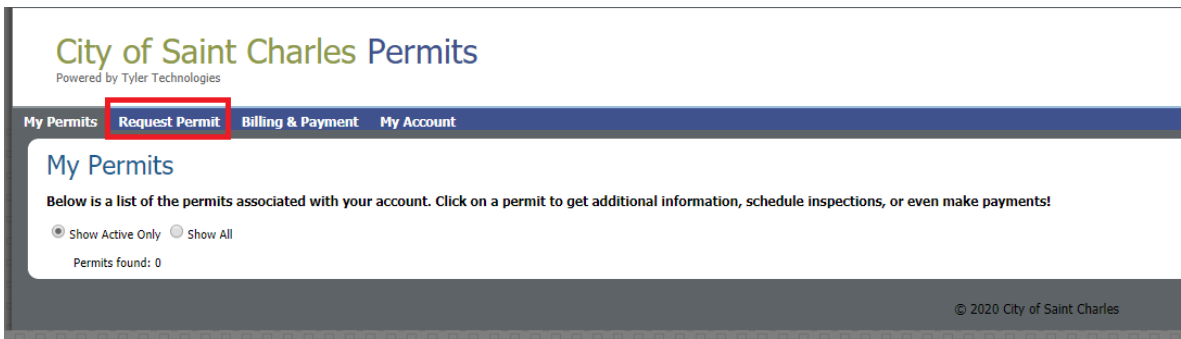 City of Saint Charles Permits
Powered by Tyler Technologies
My Permits Request Permit Billing & Payment My Account
My Permits
Below is a list of the permits associated with your account. Click on a permit to get additional information, schedule inspections, or even make payments!
Show Active Only Show All
Permits found: 0
© 2020 City of Saint Charles